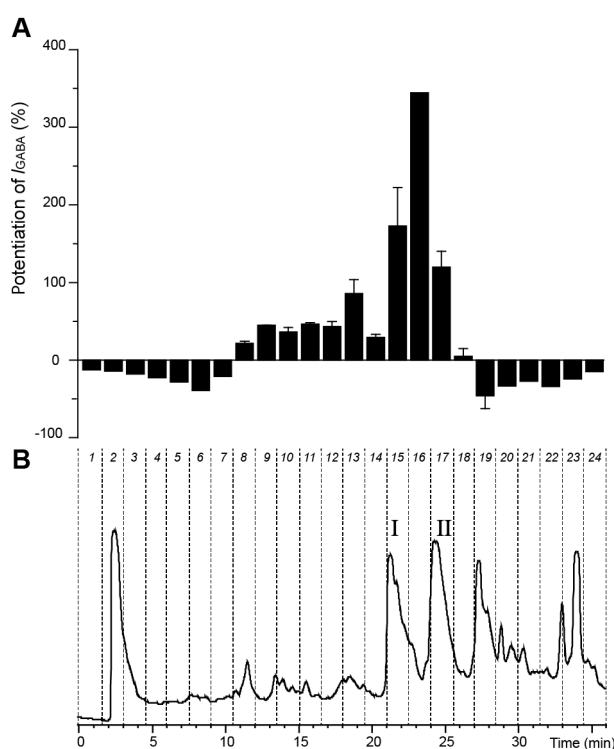 A
400
300
200
100
0
-100
Potentiation of IGABA (%)
B
1 2 3 4 5 6 7 8 9 10 11 12 13 14 15 16 17 18 19 20 21 22 23 24
I II
0 5 10 15 20 25 30 Time (min)